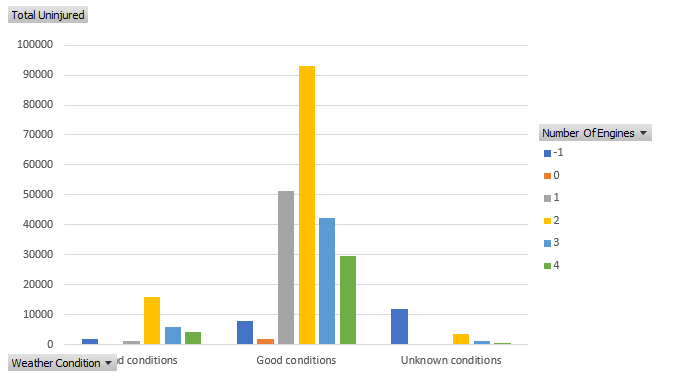 Total Uninjured
100000
90000
80000
70000
60000
50000
40000
30000
20000
10000
0
d conditions
Good conditions
Unknown conditions
Weather Condition
Number Of Engines
-1
0
1
2
3
4